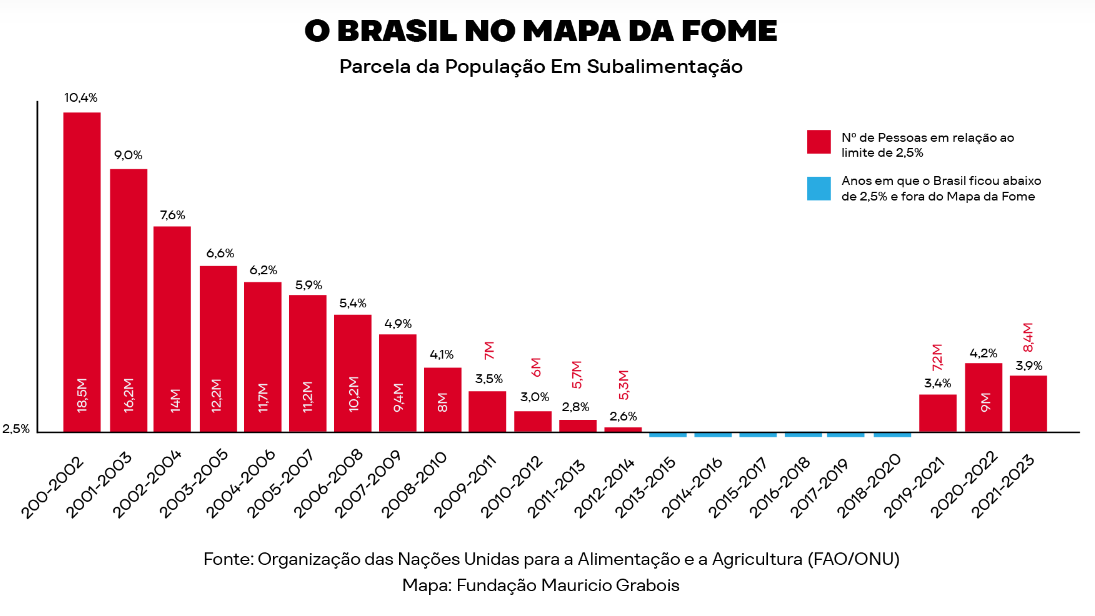 O BRASIL NO MAPA DA FOME
Parcela da População Em Subalimentação
Nº de Pessoas em relação ao
limite de 2,5%
Anos em que o Brasil ficou abaixo
de 2,5% e fora do Mapa da Fome
10,4%
9,0%
7,6%
6,6%
6,2%
5,9%
5,4%
4,9%
4,1%
3,5%
3,0%
2,8%
2,6%
3,4%
4,2%
3,9%
18,5M
16,2M
14M
12,2M
11,7M
11,2M
10,2M
9,4M
8M
7M
6M
5,7M
5,3M
7,2M
9M
8,4M
2,5%
200-2002
2001-2003
2002-2004
2003-2005
2004-2006
2005-2007
2006-2008
2007-2009
2008-2010
2009-2011
2010-2012
2011-2013
2012-2014
2013-2015
2014-2016
2015-2017
2016-2018
2017-2019
2018-2020
2019-2021
2020-2022
2021-2023
Fonte: Organização das Nações Unidas para a Alimentação e a Agricultura (FAO/ONU)
Mapa: Fundação Mauricio Grabois